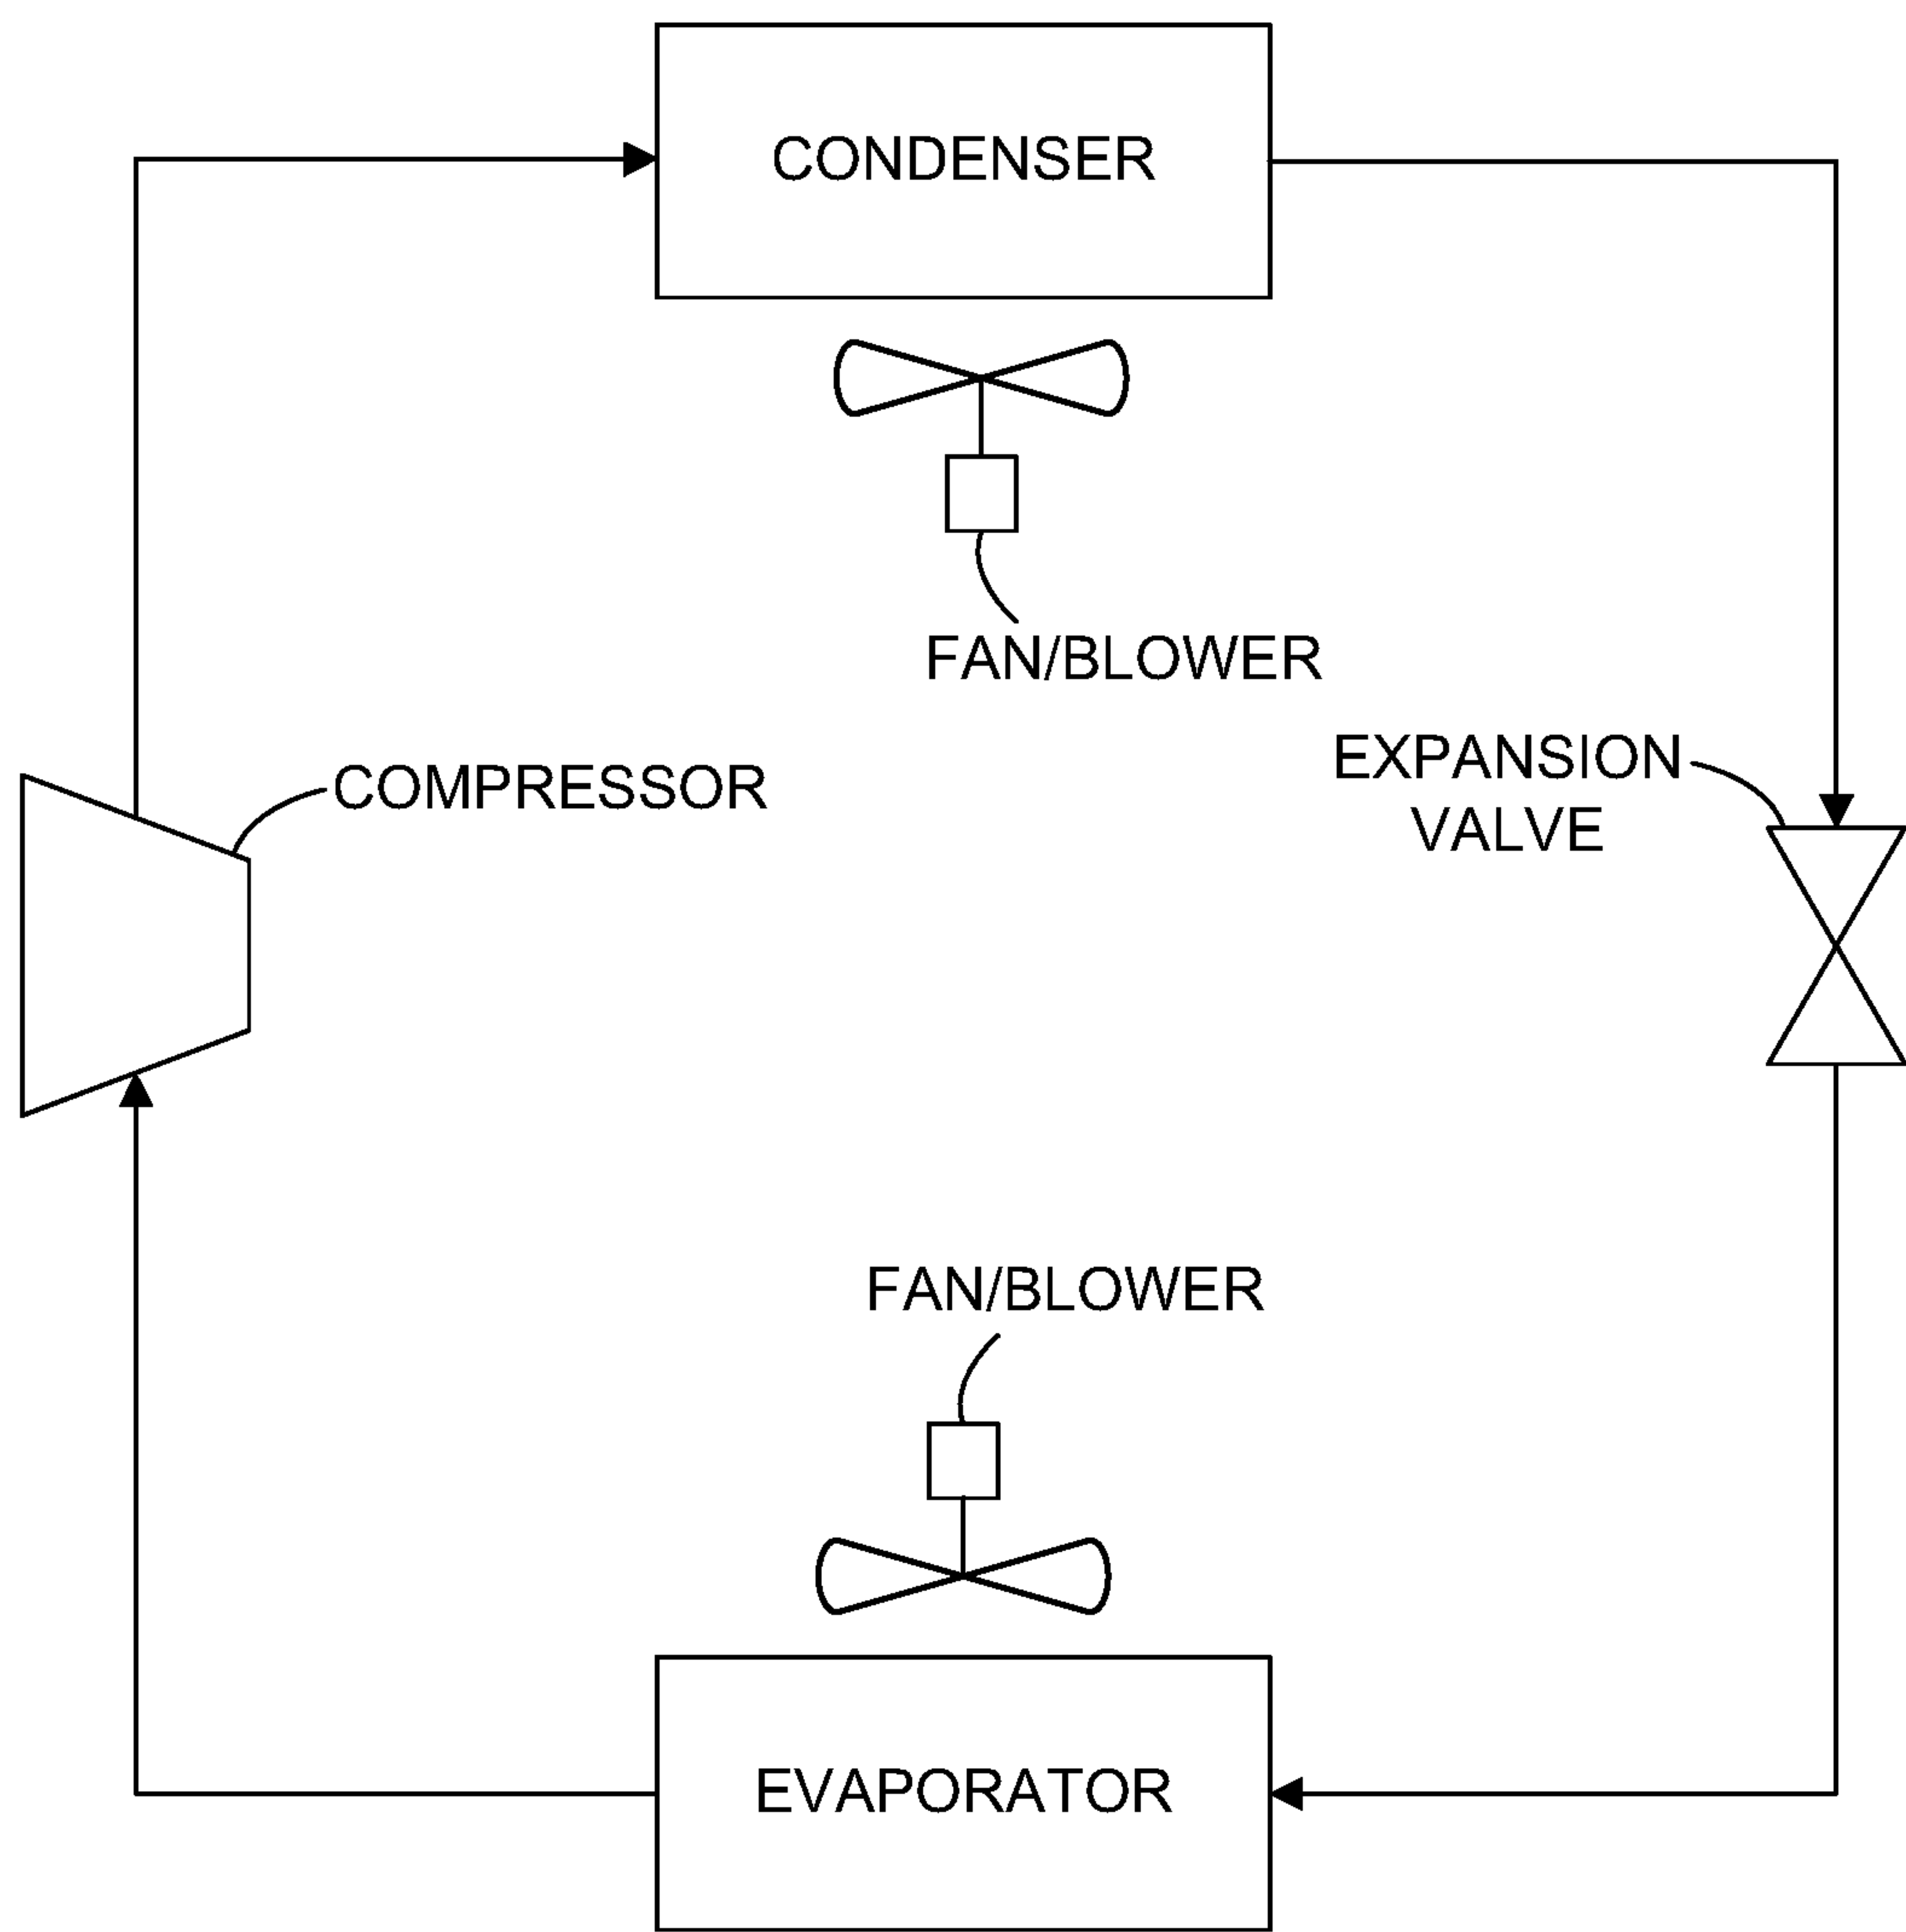 CONDENSER
FAN/BLOWER
EXPANSION
VALVE
COMPRESSOR
FAN/BLOWER
EVAPORATOR